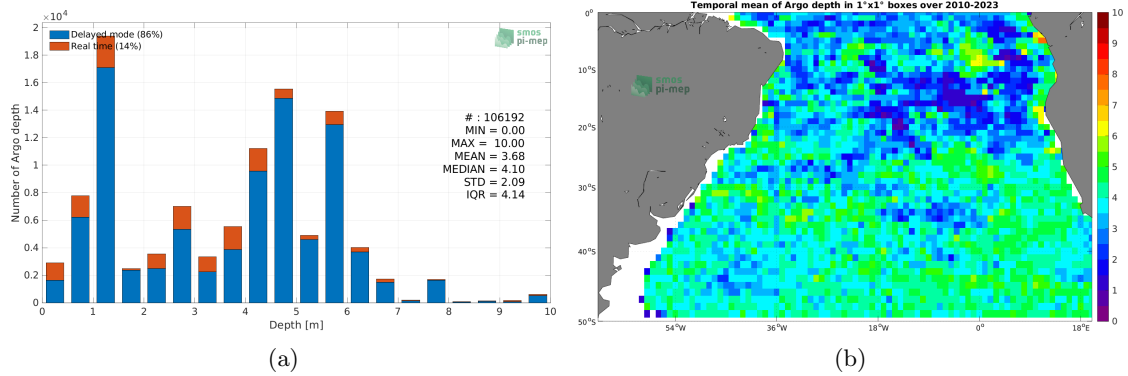 ×10⁴
Delayed mode (86%)
Real time (14%)
smos
pi-mep
# : 106192
MIN = 0.00
MAX = 10.00
MEAN = 3.68
MEDIAN = 4.10
STD = 2.09
IQR = 4.14
Number of Argo depth
2
1.8
1.6
1.4
1.2
1
0.8
0.6
0.4
0.2
0
0 1 2 3 4 5 6 7 8 9 10
Depth [m]
(a)
Temporal mean of Argo depth in 1°x1° boxes over 2010-2023
smos
pi-mep
0°
10°S
20°S
30°S
40°S
50°S
54°W 36°W 18°W 0° 18°E
10
9
8
7
6
5
4
3
2
1
0
(b)